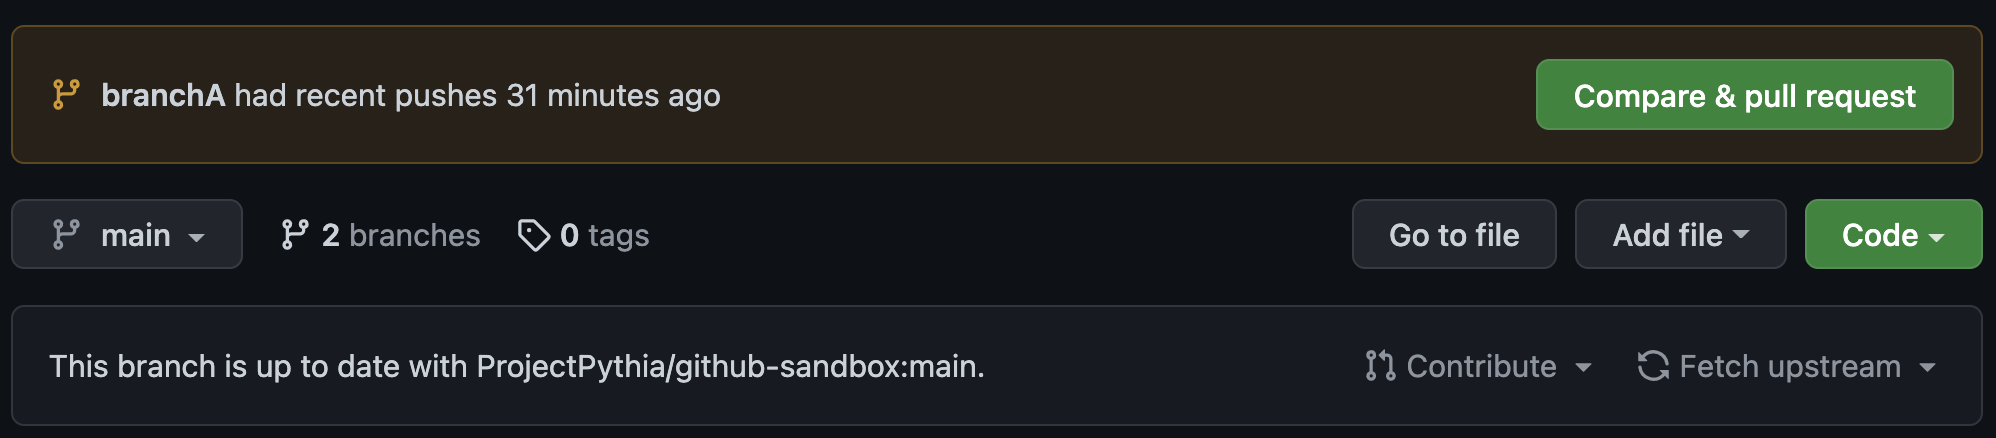 branchA had recent pushes 31 minutes ago
Compare & pull request
main
2 branches
0 tags
Go to file
Add file
Code
This branch is up to date with ProjectPythia/github-sandbox:main.
Contribute
Fetch upstream